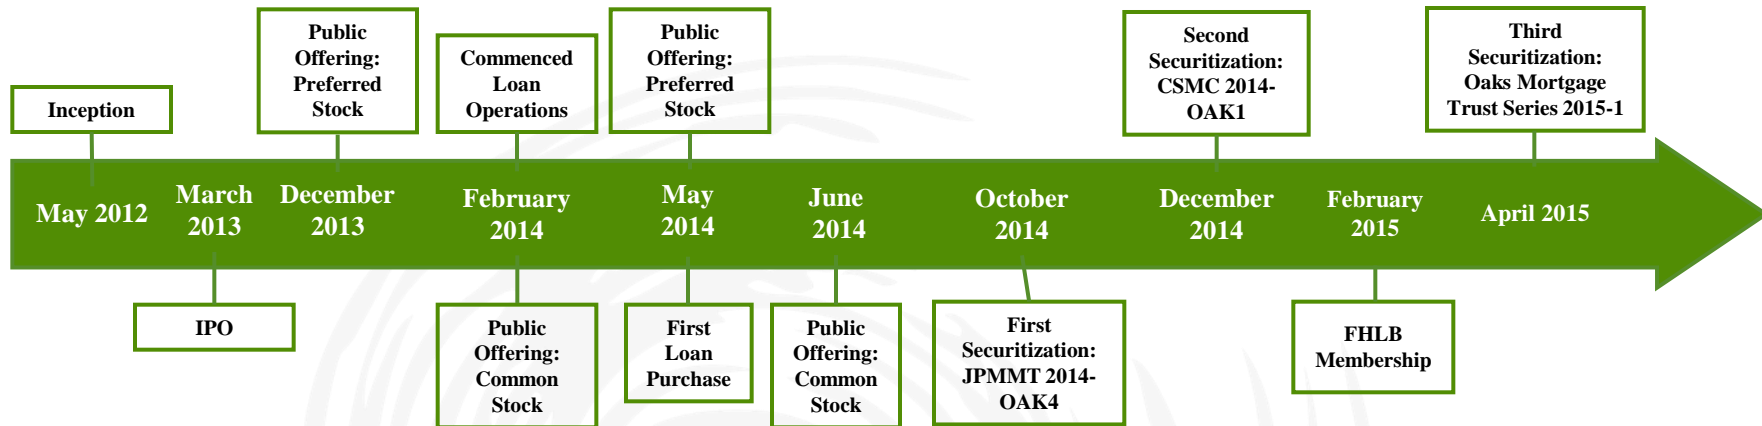 Inception
Public
Offering:
Preferred
Stock
Commenced
Loan
Operations
Public
Offering:
Preferred
Stock
Second
Securitization:
CSMC 2014-
OAK1
Third
Securitization:
Oaks Mortgage
Trust Series 2015-1
May 2012
March
2013
December
2013
February
2014
May
2014
June
2014
October
2014
December
2014
February
2015
April 2015
IPO
Public
Offering:
Common
Stock
First
Loan
Purchase
Public
Offering:
Common
Stock
First
Securitization:
JPMMT 2014-
OAK4
FHLB
Membership